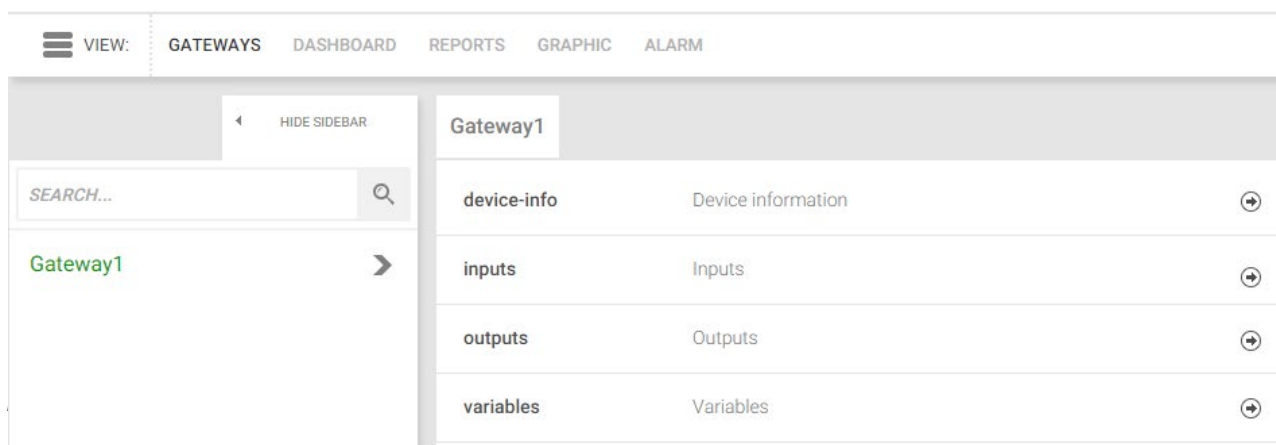 VIEW: GATEWAYS DASHBOARD REPORTS GRAPHIC ALARM
HIDE SIDEBAR
SEARCH...
Gateway1
Gateway1
device-info Device information
inputs Inputs
outputs Outputs
variables Variables